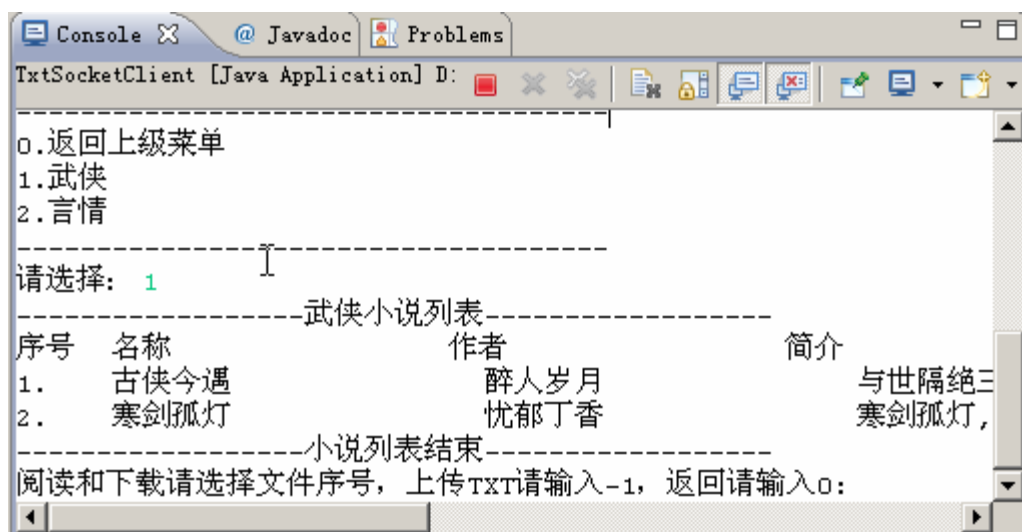 Console @ Javadoc Problems
TxtSocketClient [Java Application] D:
-------------------------------------
0.返回上级菜单
1.武侠
2.言情
-------------------------------------
请选择: 1
------------------武侠小说列表------------------
序号 名称 作者 简介
1. 古侠今遇 醉人岁月 与世隔绝三
2. 寒剑孤灯 忧郁丁香 寒剑孤灯,
------------------小说列表结束------------------
阅读和下载请选择文件序号, 上传TXT请输入-1, 返回请输入0: